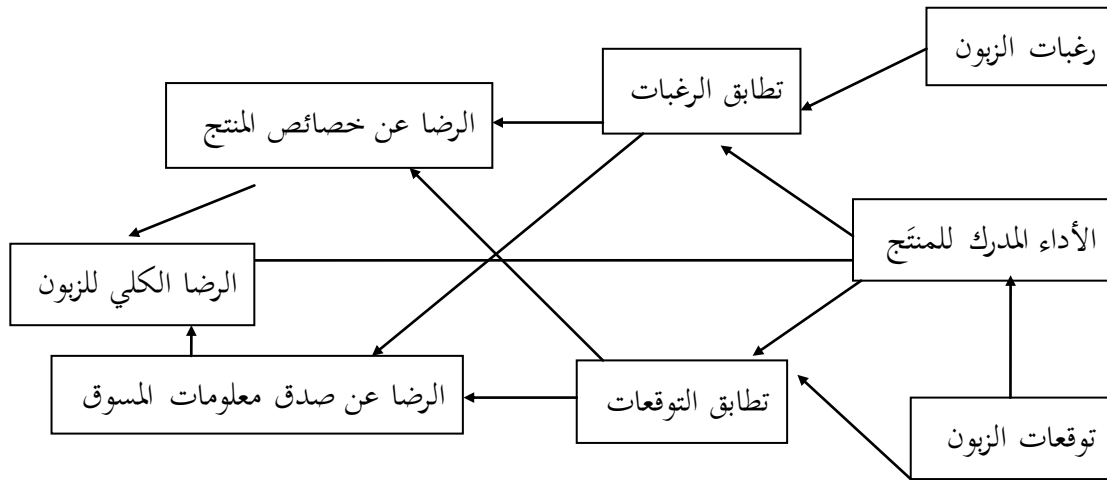 رغبات الزبون
تطابق الرغبات
الرضا عن خصائص المنتج
الأداء المدرك للمنتَج
الرضا الكلي للزبون
الرضا عن صدق معلومات المسوق
تطابق التوقعات
توقعات الزبون